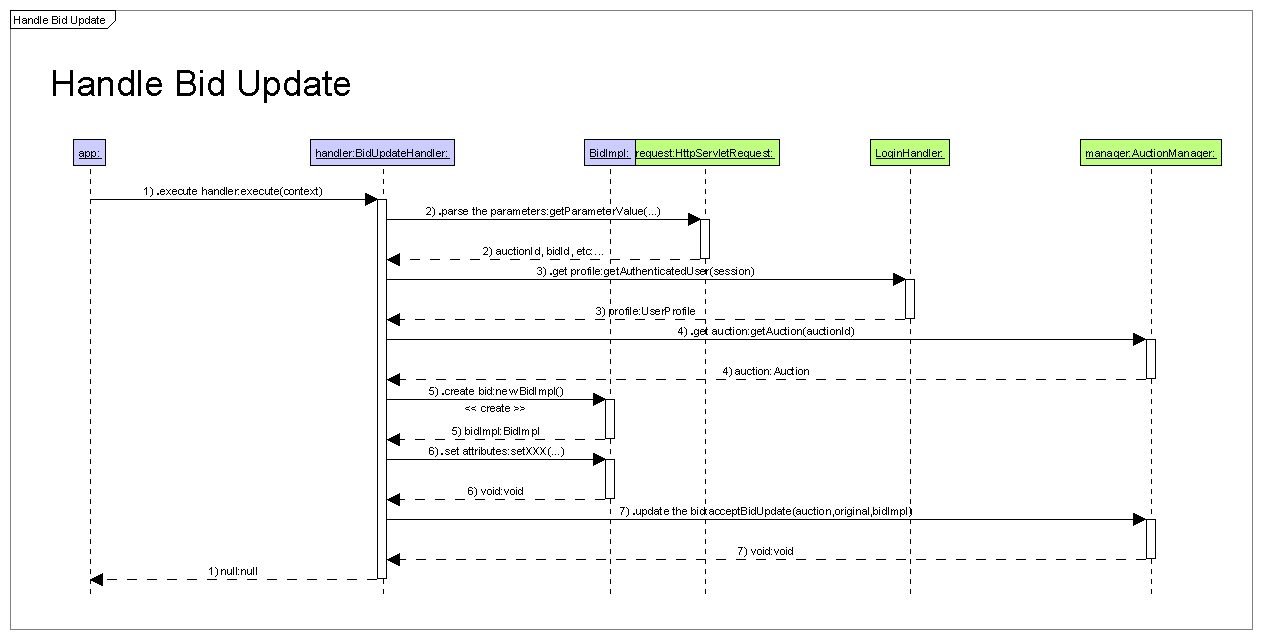 Handle Bid Update
Handle Bid Update
app:
handler:BidUpdateHandler:
BidImpl:
request:HttpServletRequest:
LoginHandler:
manager:AuctionManager:
1) .execute handler:execute(context)
2) .parse the parameters:getParameterValue(...)
2) auctionId, bidId, etc:...
3) .get profile:getAuthenticatedUser(session)
3) profile:UserProfile
4) .get auction:getAuction(auctionId)
4) auction:Auction
5) .create bid:newBidImpl()
<< create >>
5) bidImpl:BidImpl
6) .set attributes:setXXX(...)
6) void:void
7) .update the bid:acceptBidUpdate(auction,original,bidImpl)
7) void:void
1) null:null